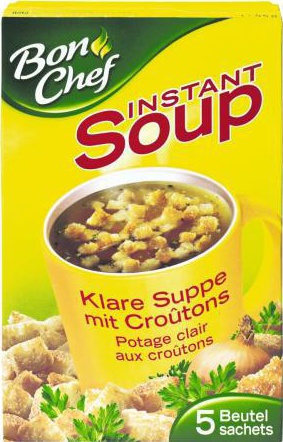 Bon
Chef
INSTANT
Soup
Klare Suppe
mit Croûtons
Potage clair
aux croûtons
5 Beutel
sachets